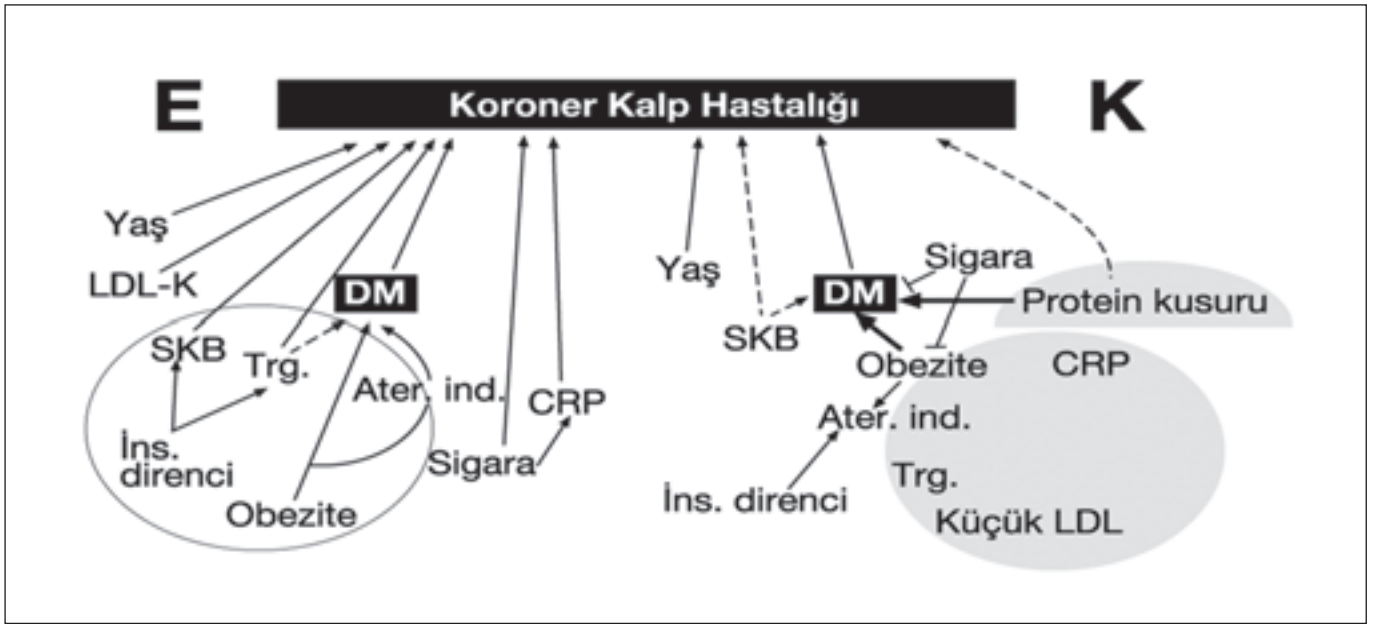 E
Koroner Kalp Hastalığı
K
Yaş
LDL-K
DM
SKB
Trg.
Ater. ind.
CRP
İns.
direnci
Sigara
Obezite
Yaş
Sigara
DM
Protein kusuru
SKB
Obezite
CRP
Ater. ind.
Trg.
İns. direnci
Küçük LDL